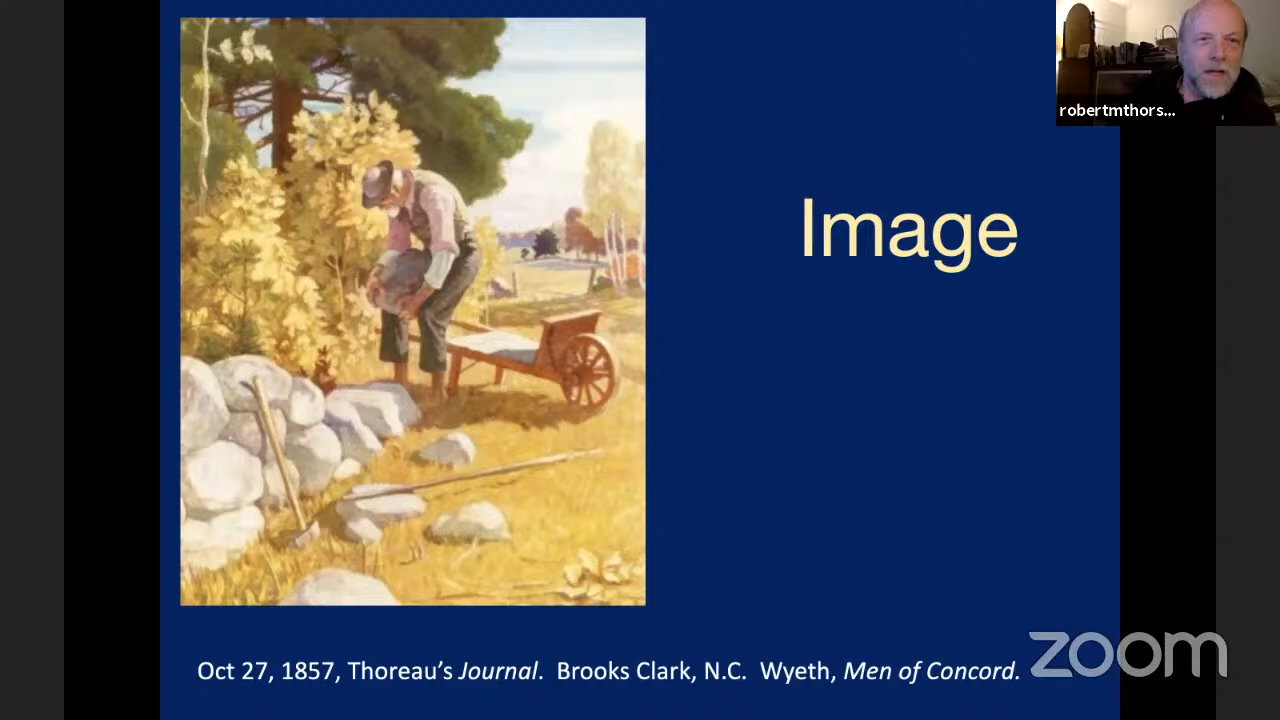 robertmthors...
Image
Oct 27, 1857, Thoreau's Journal.  Brooks Clark, N.C.  Wyeth, Men of Concord.
zoom